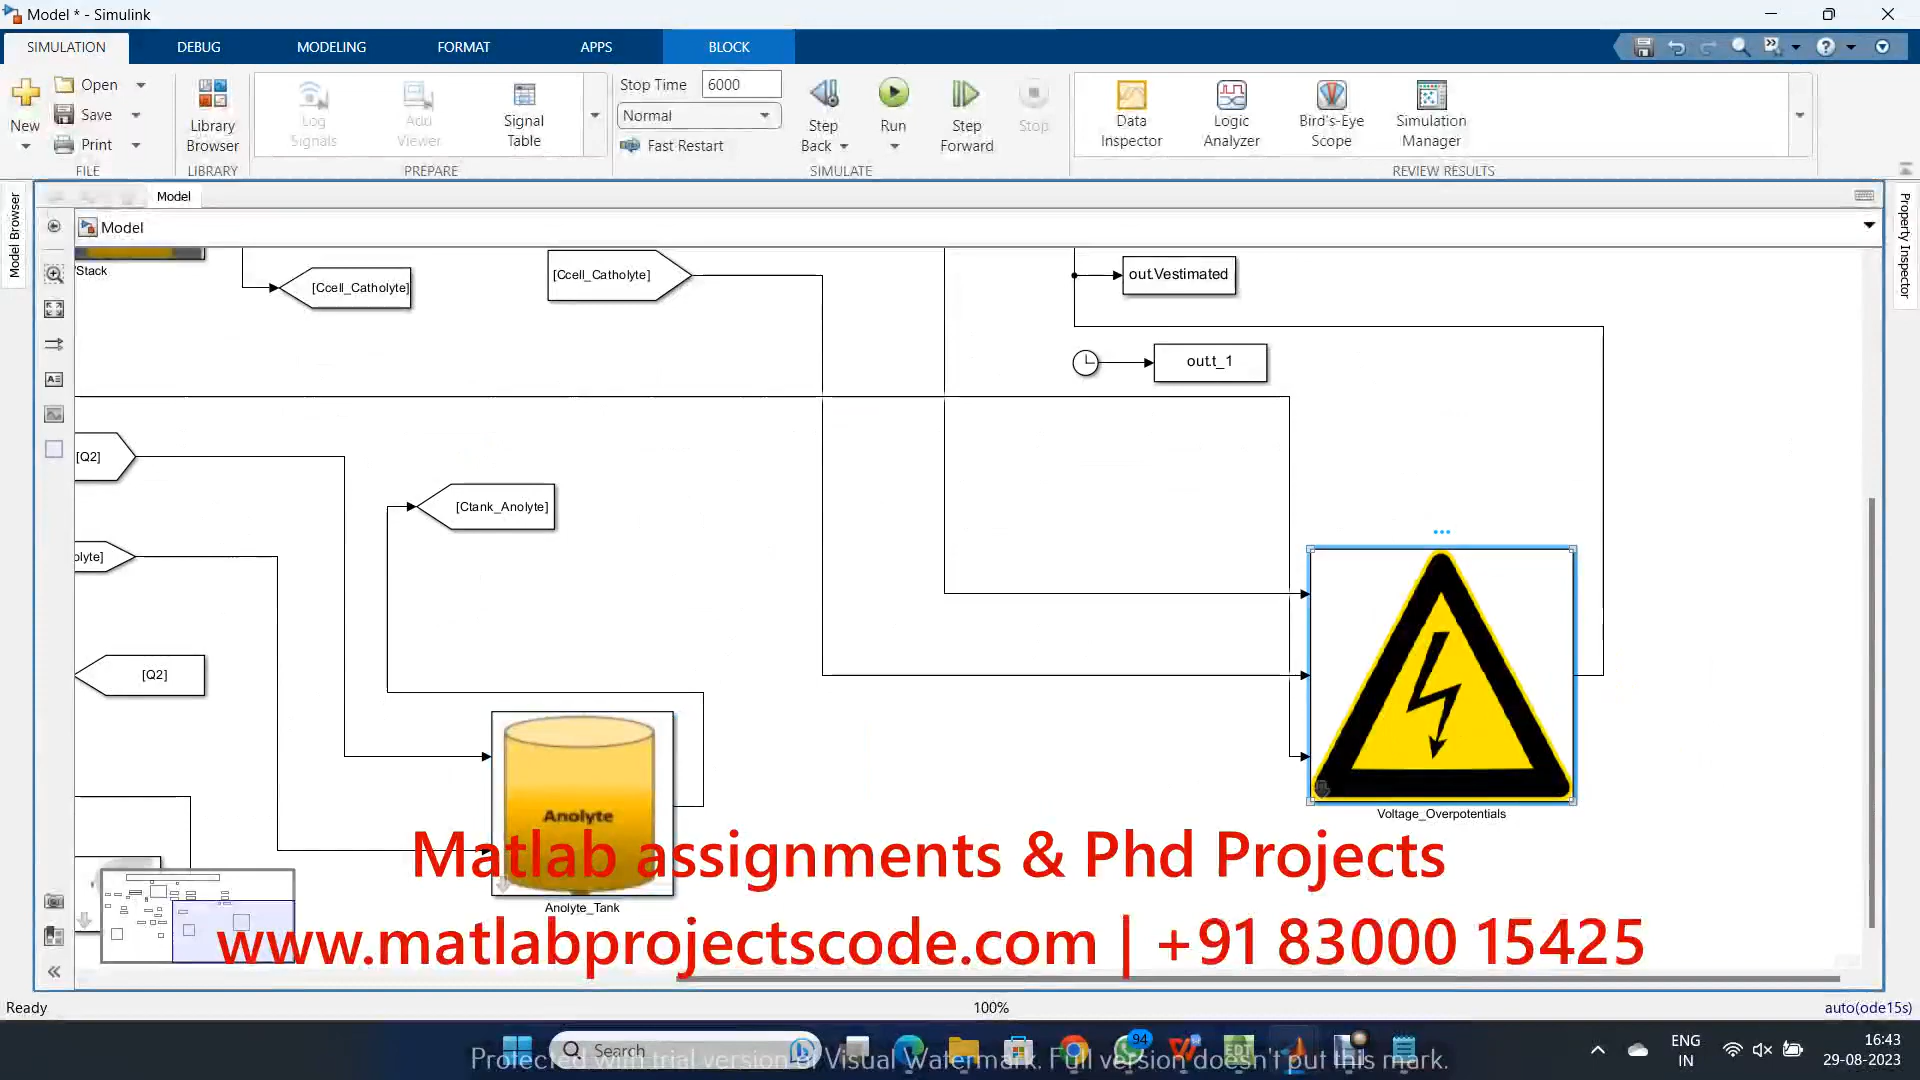 Model * - Simulink
SIMULATION DEBUG MODELING FORMAT APPS BLOCK
New
Open
Save
Print
FILE
Library Browser
LIBRARY
Log Signals
Add Viewer
Signal Table
PREPARE
Stop Time 6000
Normal
Fast Restart
Step Back
Run
Step Forward
Stop
SIMULATE
Data Inspector
Logic Analyzer
Bird's-Eye Scope
Simulation Manager
REVIEW RESULTS
Model Browser
Model
Model
Property Inspector
Stack
[Ccell_Catholyte]
[Ccell_Catholyte]
out.Vestimated
out.t_1
[Q2]
[Ctank_Anolyte]
olyte]
[Q2]
Anolyte
Anolyte_Tank
Voltage_Overpotentials
Matlab assignments & Phd Projects
www.matlabprojectscode.com | +91 83000 15425
Ready
100%
auto(ode15s)
Search
94
EDT
Protected with trial version of Visual Watermark. Full version doesn't put this mark.
ENG
IN
16:43
29-08-2023